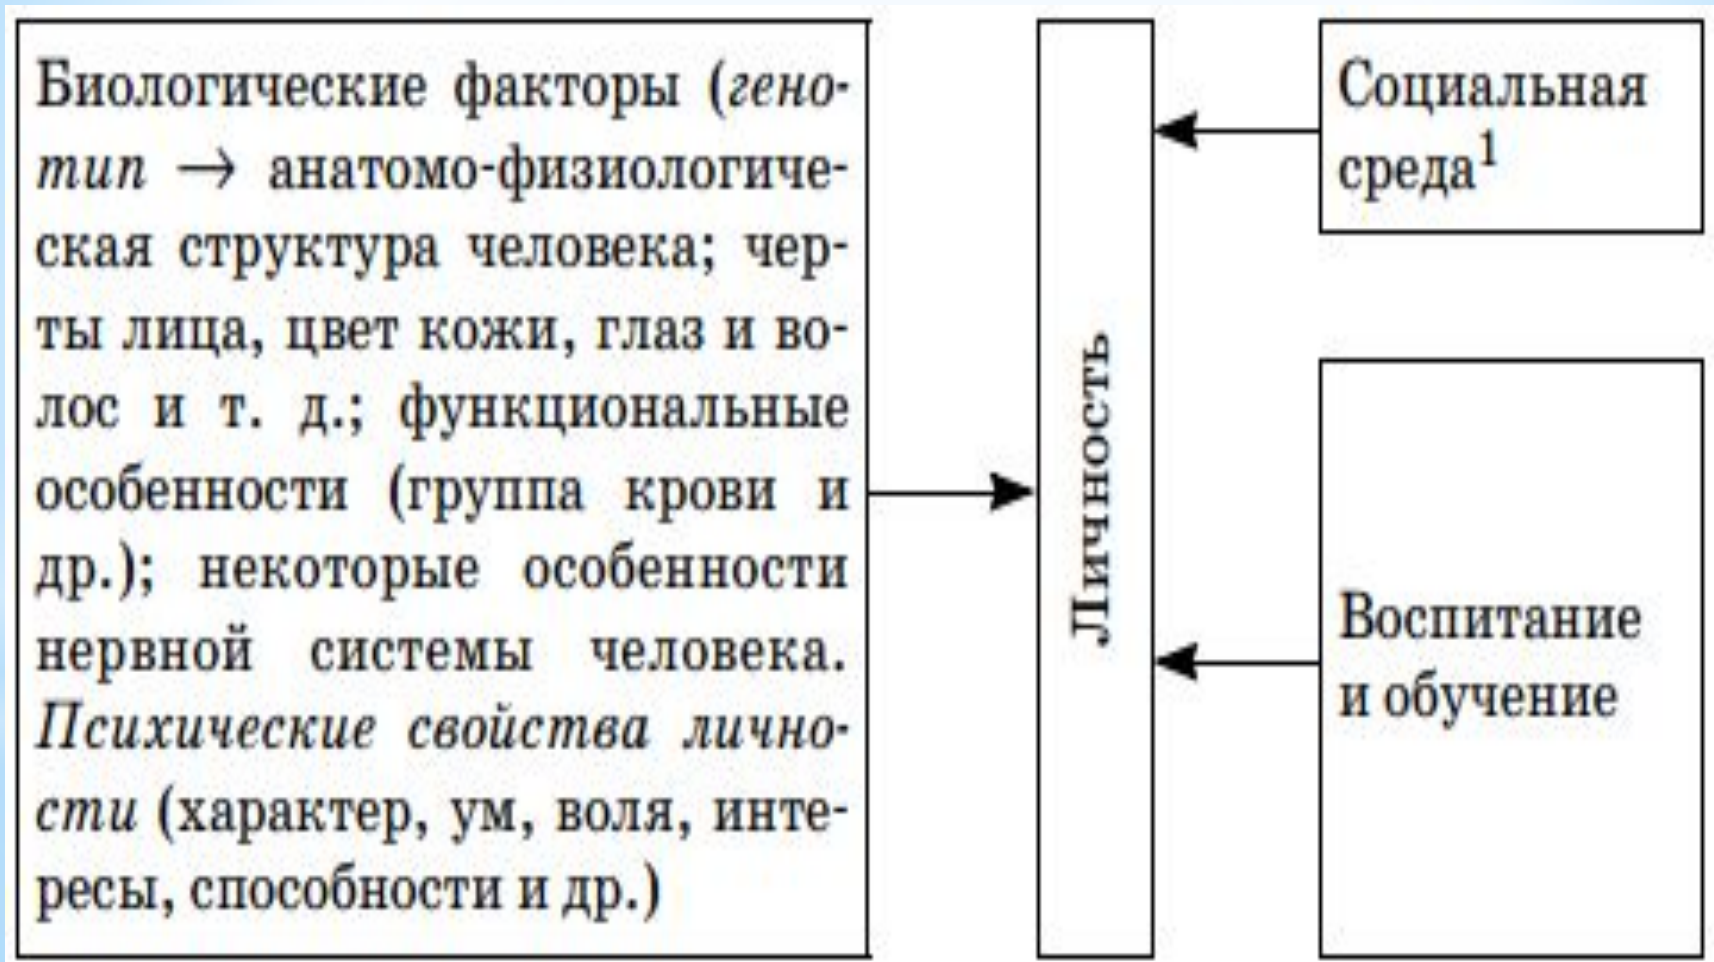 Биологические факторы (гено-
тип → анатомо-физиологиче-
ская структура человека; чер-
ты лица, цвет кожи, глаз и во-
лос и т. д.; функциональные
особенности (группа крови и
др.); некоторые особенности
нервной системы человека.
Психические свойства лично-
сти (характер, ум, воля, инте-
ресы, способности и др.)
Личность
Социальная
среда¹
Воспитание
и обучение